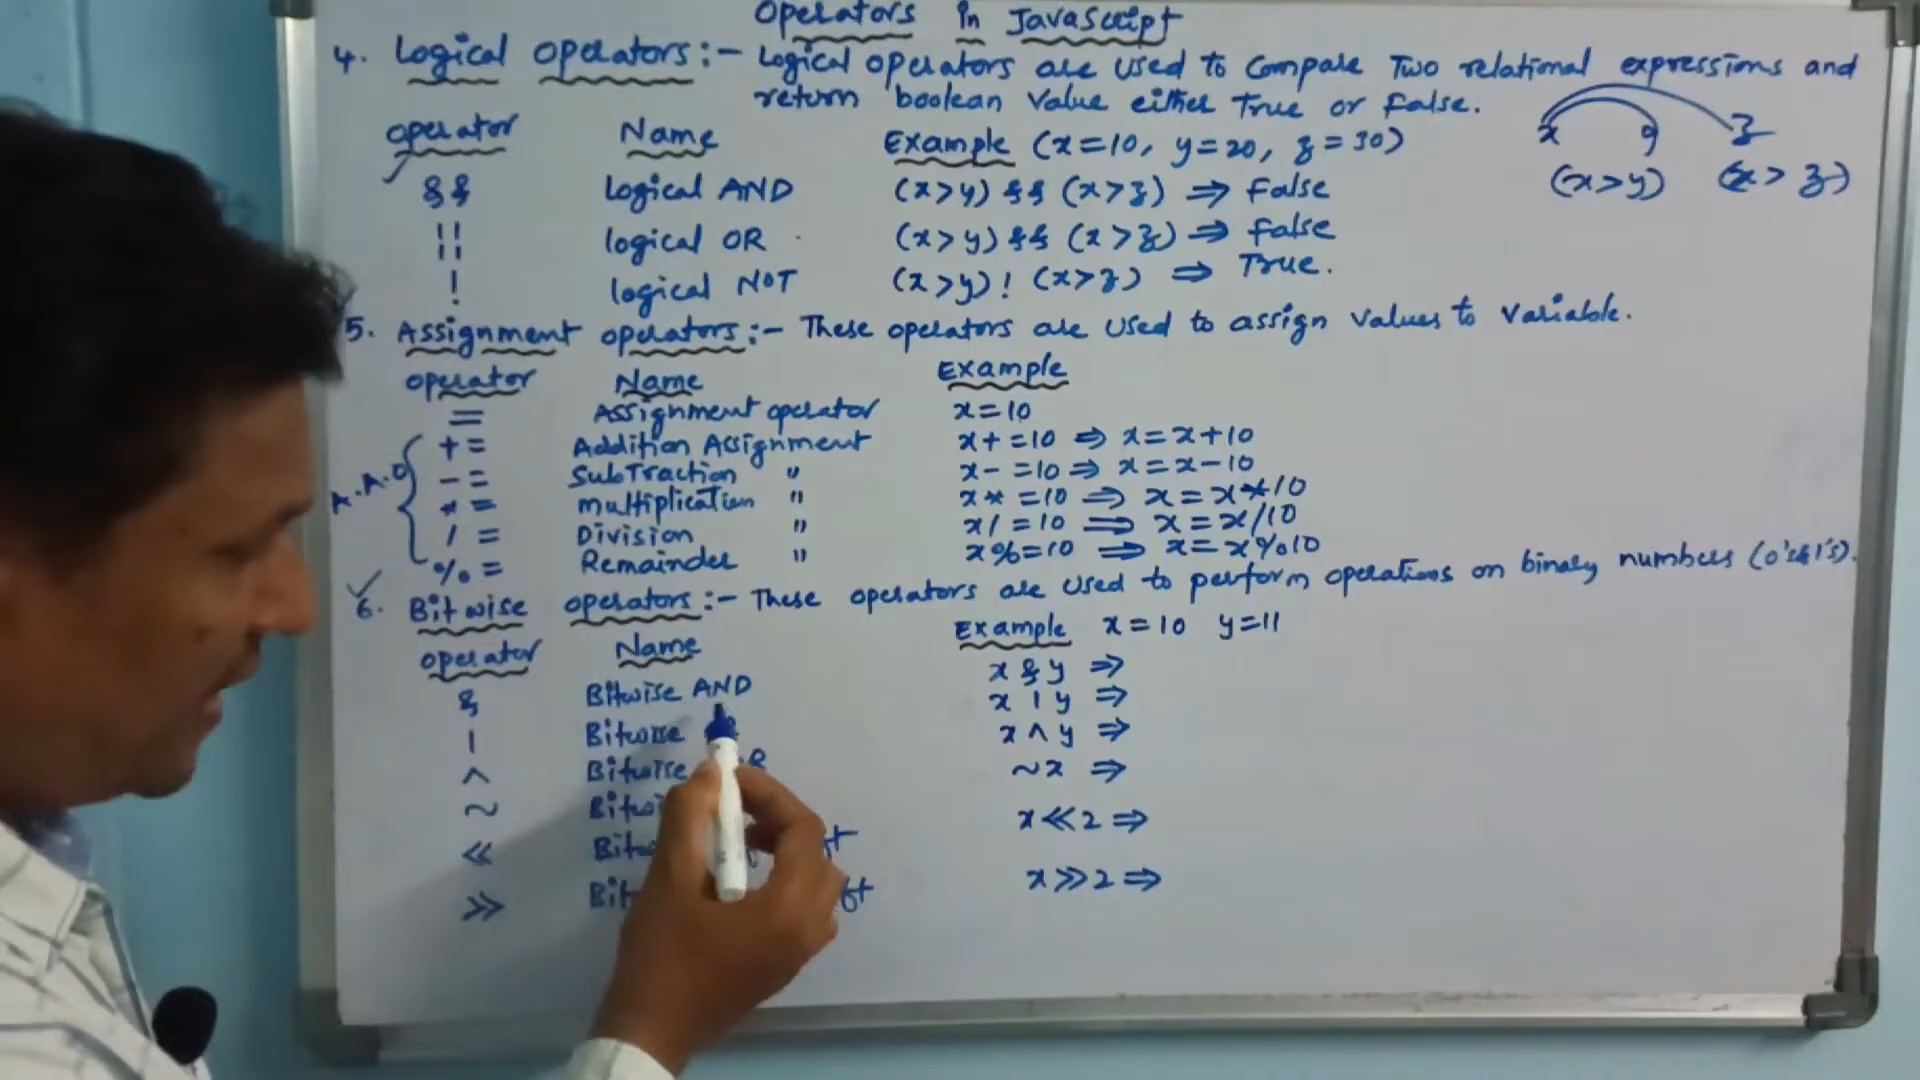 Operators in JavaScript
4. Logical operators:- Logical operators are used to compare Two relational expressions and
return boolean value either True or False.
operator Name Example (x=10, y=20, z=30)
x y z
(x>y) (x>z)
&& logical AND (x>y) && (x>z) ⇒ False
|| logical OR (x>y) && (x>z) ⇒ False
! logical NOT (x>y) ! (x>z) ⇒ True.
5. Assignment operators:- These operators are used to assign values to variable.
operator Name Example
= Assignment operator x=10
A.A.O
+= Addition Assignment x+=10 ⇒ x=x+10
-= SubTraction " x-=10 ⇒ x=x-10
*= multiplication " x*=10 ⇒ x=x*10
/= Division " x/=10 ⇒ x=x/10
%= Remainder " x%=10 ⇒ x=x%10
6. Bitwise operators:- These operators are used to perform operations on binary numbers (0's&1's).
operator Name Example x=10 y=11
& Bitwise AND x & y ⇒
| Bitwise x | y ⇒
^ Bitwise x ^ y ⇒
~ ~x ⇒
<< x<<2 ⇒
>> x>>2 ⇒